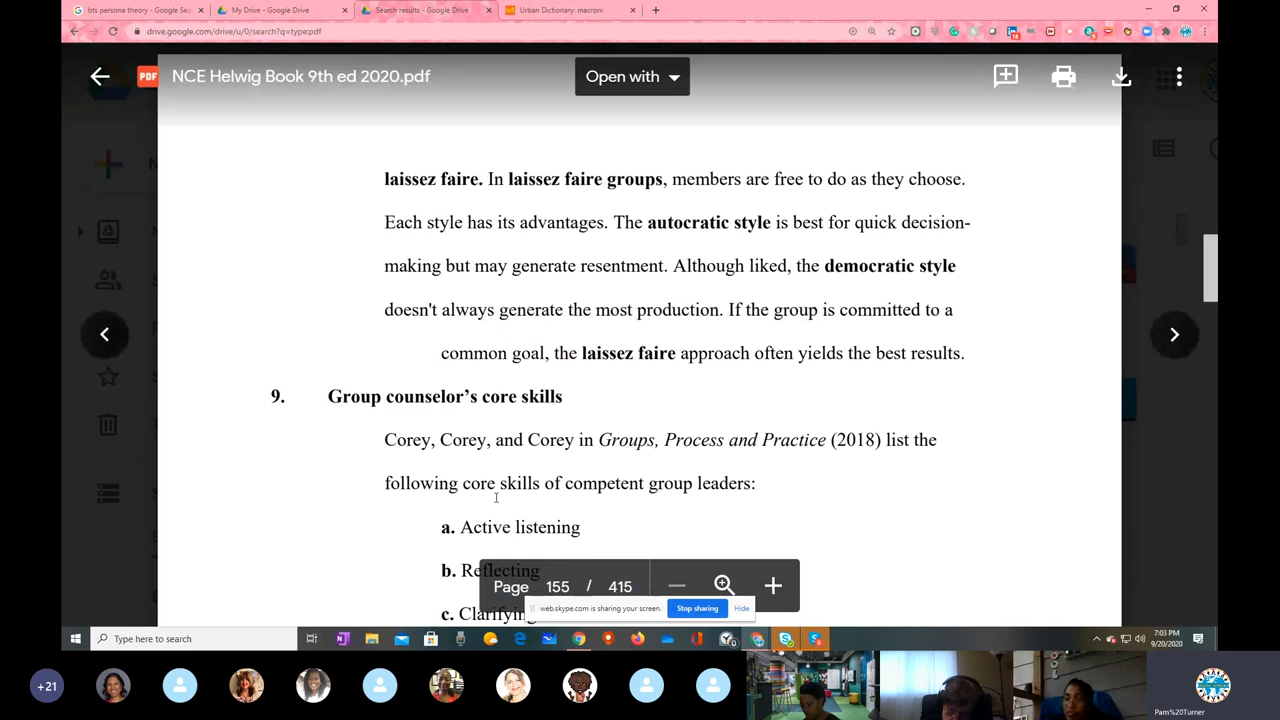 bts persona theory - Google Sea
My Drive - Google Drive
Search results - Google Drive
Urban Dictionary: macroni
drive.google.com/drive/u/0/search?q=type:pdf
PDF
NCE Helwig Book 9th ed 2020.pdf
Open with
laissez faire. In laissez faire groups, members are free to do as they choose.
Each style has its advantages. The autocratic style is best for quick decision-
making but may generate resentment. Although liked, the democratic style
doesn't always generate the most production. If the group is committed to a
common goal, the laissez faire approach often yields the best results.
9. Group counselor's core skills
Corey, Corey, and Corey in Groups, Process and Practice (2018) list the
following core skills of competent group leaders:
a. Active listening
b. Reflecting
Page 155 / 415
c. Clarifying
web.skype.com is sharing your screen.
Stop sharing
Hide
Type here to search
7:03 PM
9/20/2020
+21
Pam%20Turner